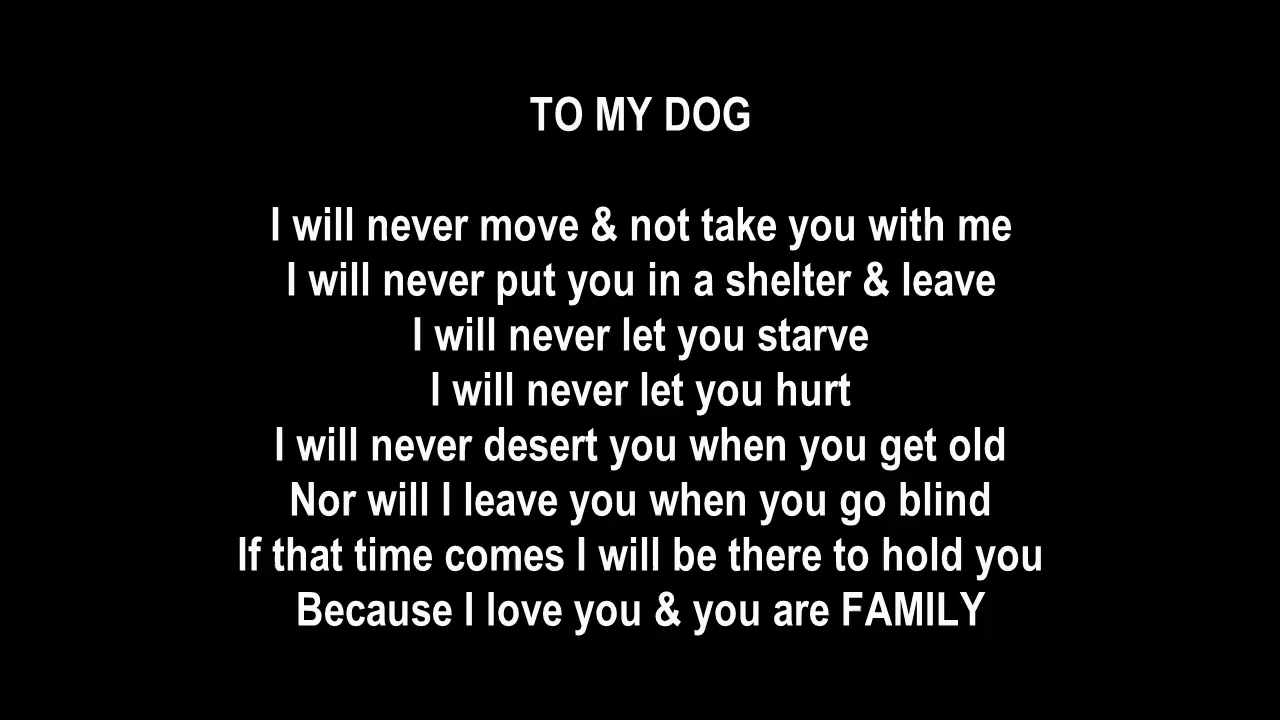 TO MY DOG
I will never move & not take you with me
I will never put you in a shelter & leave
I will never let you starve
I will never let you hurt
I will never desert you when you get old
Nor will I leave you when you go blind
If that time comes I will be there to hold you
Because I love you & you are FAMILY